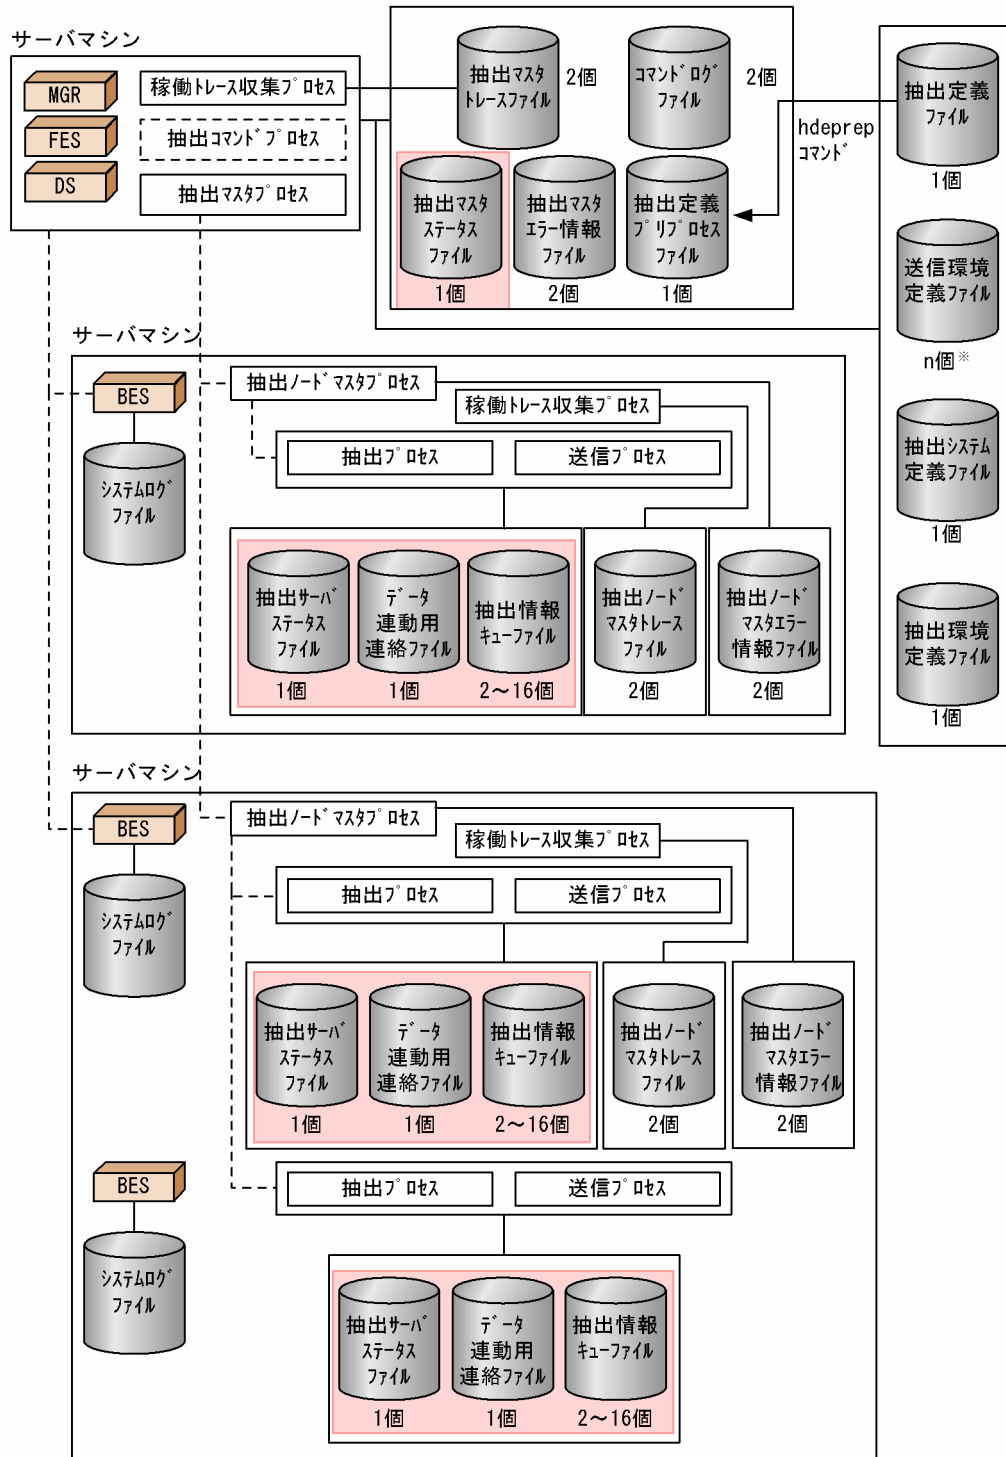 サーバマシン
MGR
FES
DS
稼働トレース収集プロセス
抽出コマンドプロセス
抽出マスタプロセス
抽出マスタ
トレースファイル
2個
コマンドログ
ファイル
2個
抽出マスタ
ステータス
ファイル
1個
抽出マスタ
エラー情報
ファイル
2個
抽出定義
プリプロセス
ファイル
1個
hdeprep
コマンド
抽出定義
ファイル
1個
送信環境
定義ファイル
n個※
抽出システム
定義ファイル
1個
抽出環境
定義ファイル
1個
サーバマシン
BES
システムログ
ファイル
抽出ノードマスタプロセス
稼働トレース収集プロセス
抽出プロセス
送信プロセス
抽出サーバ
ステータス
ファイル
1個
データ
連動用
連絡ファイル
1個
抽出情報
キューファイル
2～16個
抽出ノード
マスタトレース
ファイル
2個
抽出ノード
マスタエラー
情報ファイル
2個
サーバマシン
BES
システムログ
ファイル
抽出ノードマスタプロセス
稼働トレース収集プロセス
抽出プロセス
送信プロセス
抽出サーバ
ステータス
ファイル
1個
データ
連動用
連絡ファイル
1個
抽出情報
キューファイル
2～16個
抽出ノード
マスタトレース
ファイル
2個
抽出ノード
マスタエラー
情報ファイル
2個
BES
システムログ
ファイル
抽出プロセス
送信プロセス
抽出サーバ
ステータス
ファイル
1個
データ
連動用
連絡ファイル
1個
抽出情報
キューファイル
2～16個